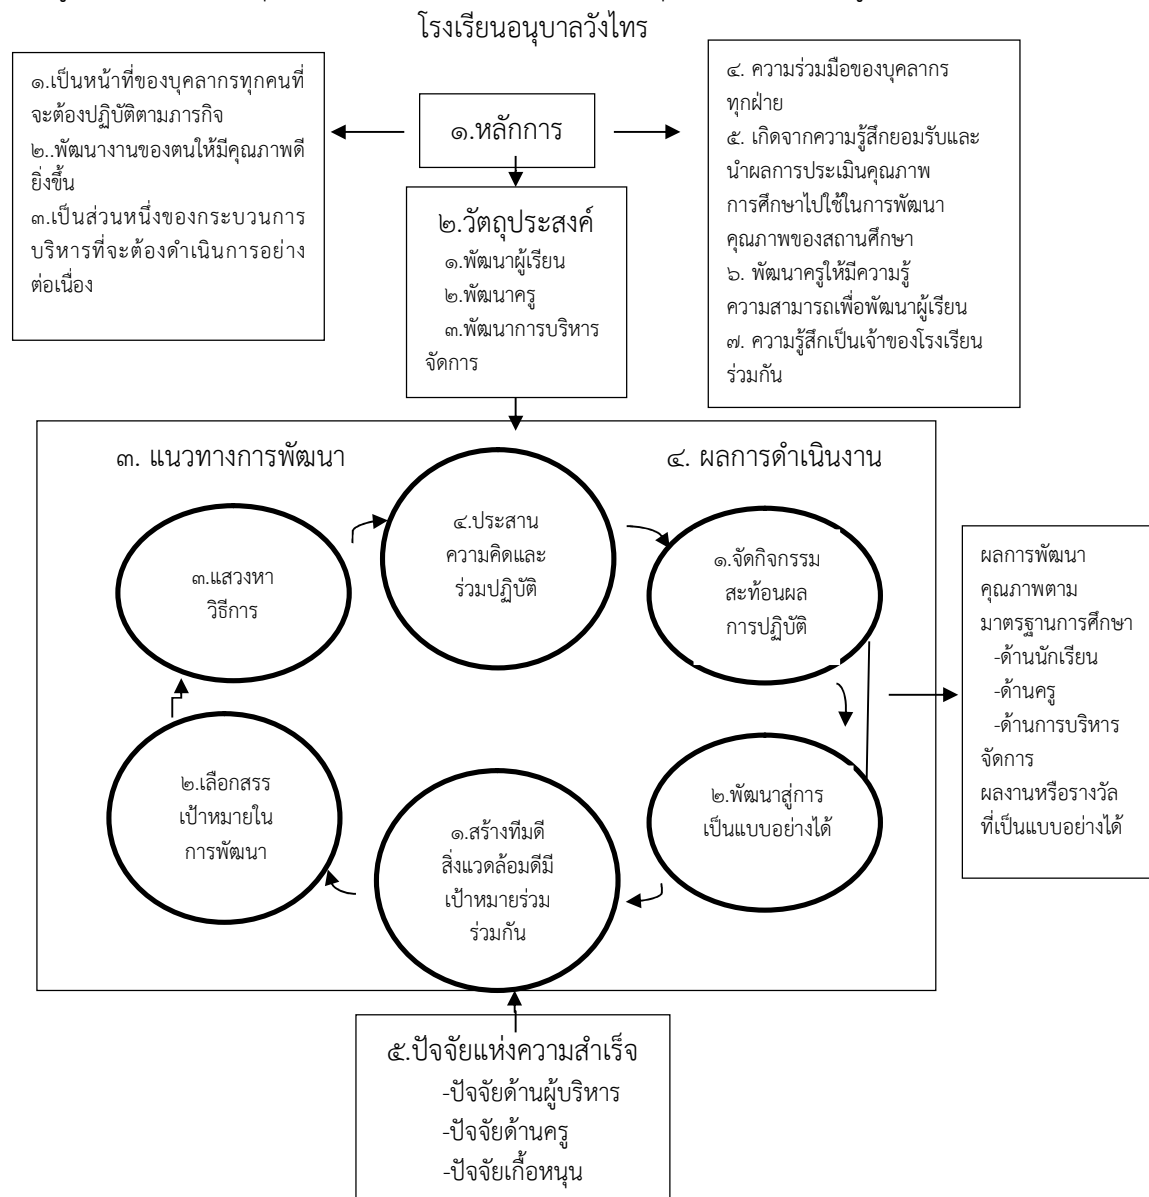 โรงเรียนอนุบาลวังไทร
๑.เป็นหน้าที่ของบุคลากรทุกคนที่
จะต้องปฏิบัติตามภารกิจ
๒..พัฒนางานของตนให้มีคุณภาพดี
ยิ่งขึ้น
๓.เป็นส่วนหนึ่งของกระบวนการ
บริหารที่จะต้องดำเนินการอย่าง
ต่อเนื่อง
๑.หลักการ
๔. ความร่วมมือของบุคลากร
ทุกฝ่าย
๕. เกิดจากความรู้สึกยอมรับและ
นำผลการประเมินคุณภาพ
การศึกษาไปใช้ในการพัฒนา
คุณภาพของสถานศึกษา
๖. พัฒนาครูให้มีความรู้
ความสามารถเพื่อพัฒนาผู้เรียน
๗. ความรู้สึกเป็นเจ้าของโรงเรียน
ร่วมกัน
๒.วัตถุประสงค์
๑.พัฒนาผู้เรียน
๒.พัฒนาครู
๓.พัฒนาการบริหาร
จัดการ
๓. แนวทางการพัฒนา
๔. ผลการดำเนินงาน
๔.ประสาน
ความคิดและ
ร่วมปฏิบัติ
๓.แสวงหา
วิธีการ
๑.จัดกิจกรรม
สะท้อนผล
การปฏิบัติ
๒.เลือกสรร
เป้าหมายใน
การพัฒนา
๑.สร้างทีมดี
สิ่งแวดล้อมดีมี
เป้าหมายร่วม
ร่วมกัน
๒.พัฒนาสู่การ
เป็นแบบอย่างได้
ผลการพัฒนา
คุณภาพตาม
มาตรฐานการศึกษา
-ด้านนักเรียน
-ด้านครู
-ด้านการบริหาร
จัดการ
ผลงานหรือรางวัล
ที่เป็นแบบอย่างได้
๕.ปัจจัยแห่งความสำเร็จ
-ปัจจัยด้านผู้บริหาร
-ปัจจัยด้านครู
-ปัจจัยเกื้อหนุน